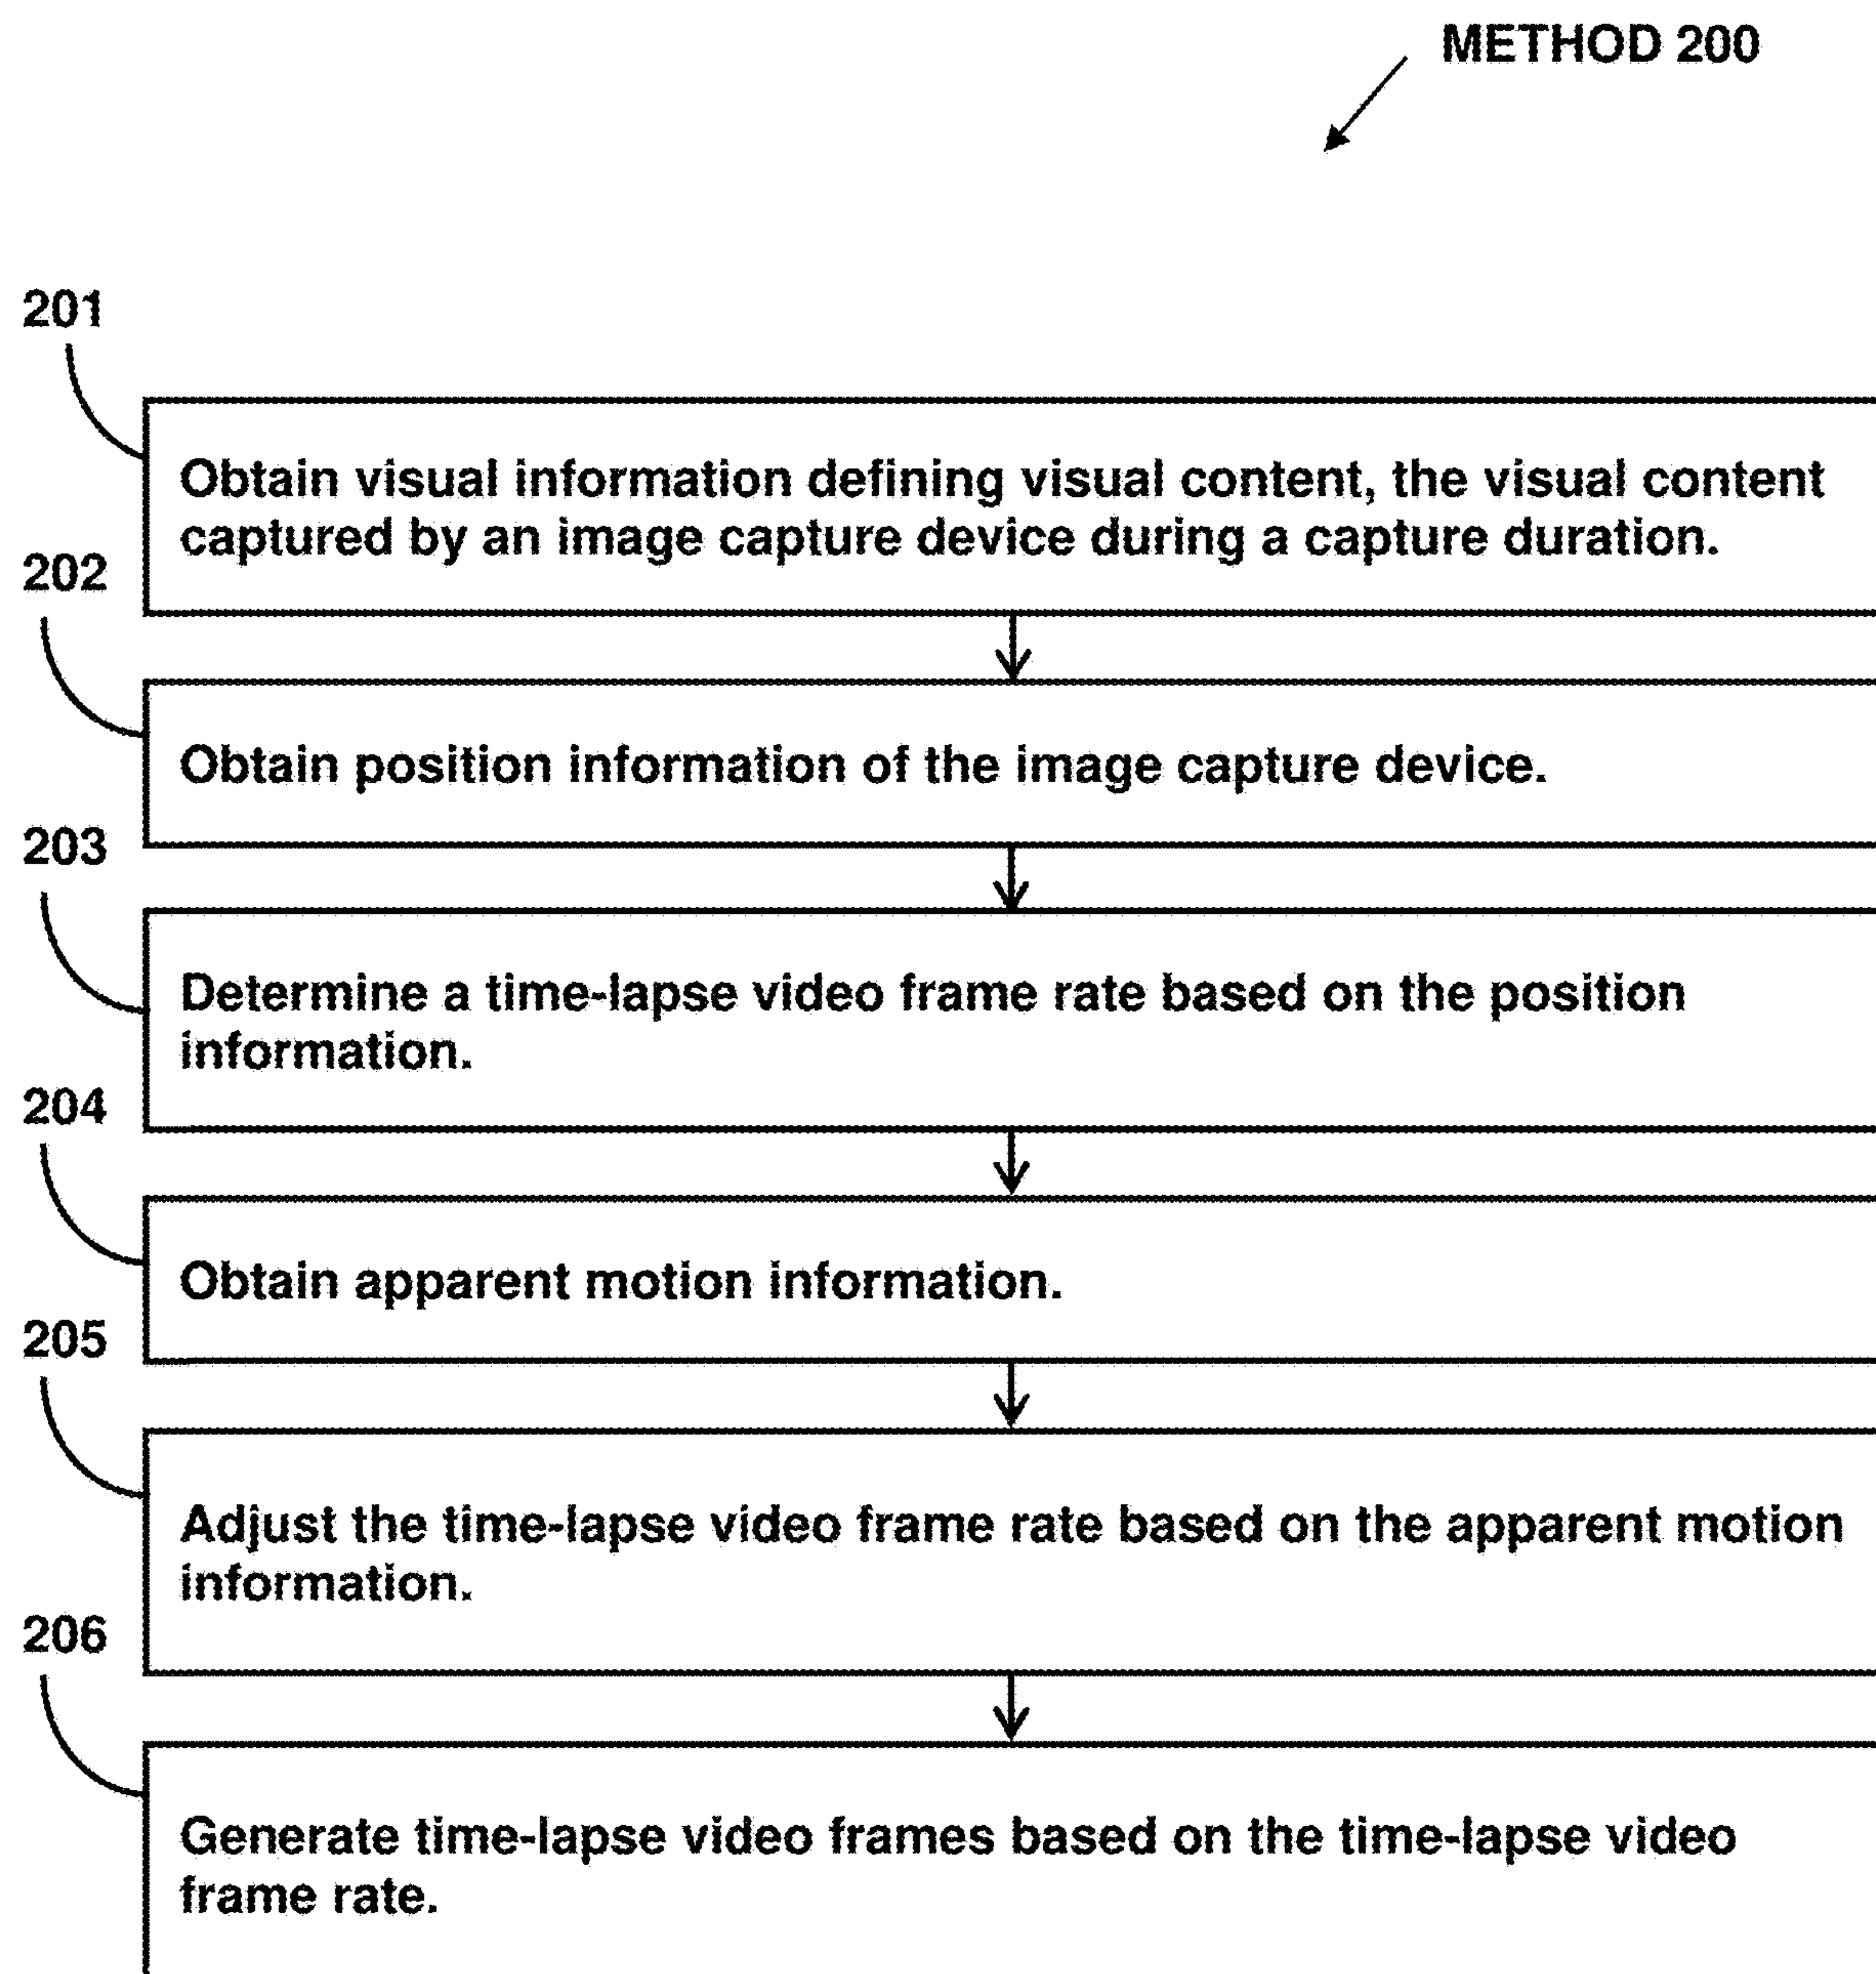 METHOD 200
201
Obtain visual information defining visual content, the visual content
captured by an image capture device during a capture duration.
202
Obtain position information of the image capture device.
203
Determine a time-lapse video frame rate based on the position
information.
204
Obtain apparent motion information.
205
Adjust the time-lapse video frame rate based on the apparent motion
information.
206
Generate time-lapse video frames based on the time-lapse video
frame rate.